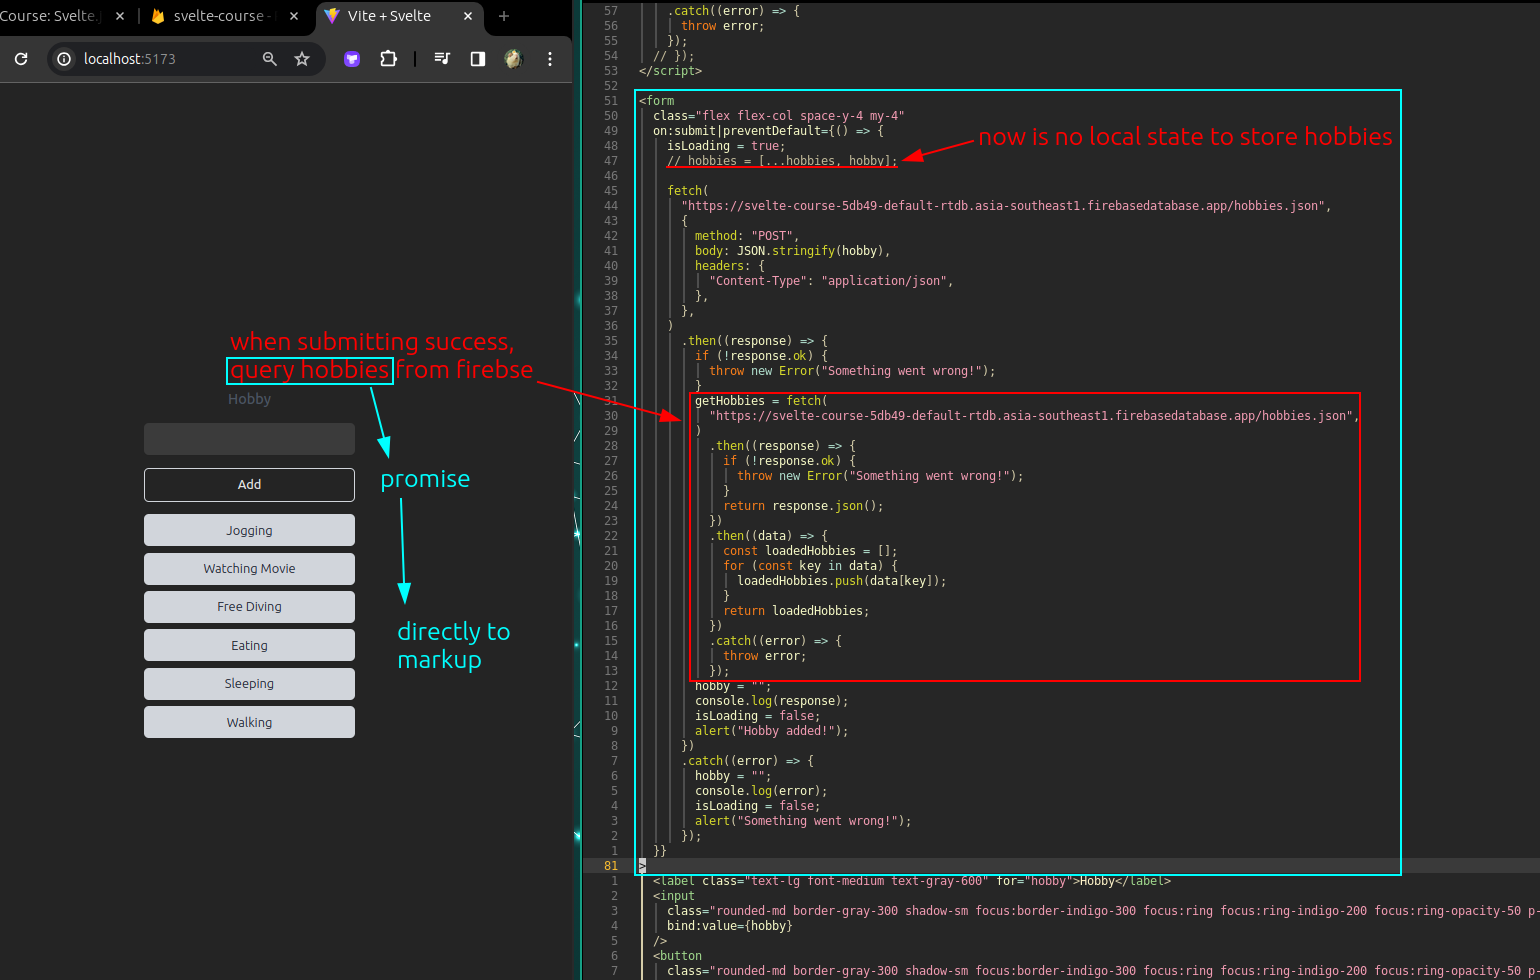 Course: Svelte.j
svelte-course -
Vite + Svelte
localhost:5173
when submitting success,
query hobbies from firebse
Hobby
Add
promise
Jogging
Watching Movie
Free Diving
directly to
markup
Eating
Sleeping
Walking
57 .catch((error) => {
56 throw error;
55 });
54 // });
53 </script>
52
51 <form
50 class="flex flex-col space-y-4 my-4"
49 on:submit|preventDefault={() => {
now is no local state to store hobbies
48 isLoading = true;
47 // hobbies = [...hobbies, hobby];
46
45 fetch(
44 "https://svelte-course-5db49-default-rtdb.asia-southeast1.firebasedatabase.app/hobbies.json",
43 {
42 method: "POST",
41 body: JSON.stringify(hobby),
40 headers: {
39 "Content-Type": "application/json",
38 },
37 },
36 )
35 .then((response) => {
34 if (!response.ok) {
33 throw new Error("Something went wrong!");
32 }
31 getHobbies = fetch(
30 "https://svelte-course-5db49-default-rtdb.asia-southeast1.firebasedatabase.app/hobbies.json",
29 )
28 .then((response) => {
27 if (!response.ok) {
26 throw new Error("Something went wrong!");
25 }
24 return response.json();
23 })
22 .then((data) => {
21 const loadedHobbies = [];
20 for (const key in data) {
19 loadedHobbies.push(data[key]);
18 }
17 return loadedHobbies;
16 })
15 .catch((error) => {
14 throw error;
13 });
12 hobby = "";
11 console.log(response);
10 isLoading = false;
9 alert("Hobby added!");
8 })
7 .catch((error) => {
6 hobby = "";
5 console.log(error);
4 isLoading = false;
3 alert("Something went wrong!");
2 });
1 }}
81 >
1 <label class="text-lg font-medium text-gray-600" for="hobby">Hobby</label>
2 <input
3 class="rounded-md border-gray-300 shadow-sm focus:border-indigo-300 focus:ring focus:ring-indigo-200 focus:ring-opacity-50 p-
4 bind:value={hobby}
5 />
6 <button
7 class="rounded-md border-gray-300 shadow-sm focus:border-indigo-300 focus:ring focus:ring-indigo-200 focus:ring-opacity-50 p-